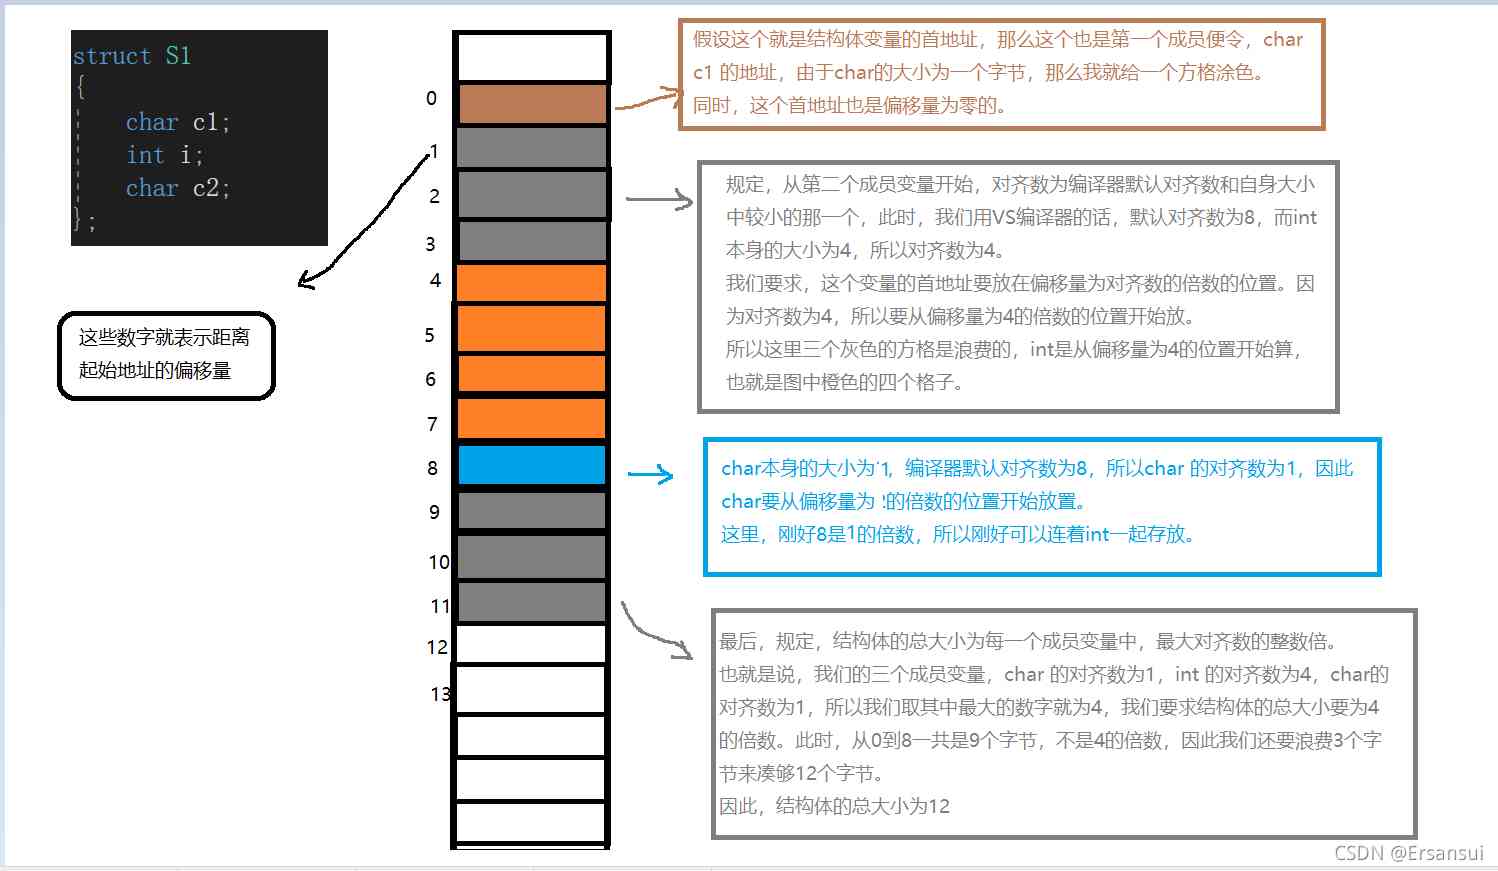 struct S1
{
char c1;
int i;
char c2;
};
这些数字就表示距离
起始地址的偏移量
0
1
2
3
4
5
6
7
8
9
10
11
12
13
假设这个就是结构体变量的首地址，那么这个也是第一个成员便令，char
c1 的地址，由于char的大小为一个字节，那么我就给一个方格涂色。
同时，这个首地址也是偏移量为零的。
规定，从第二个成员变量开始，对齐数为编译器默认对齐数和自身大小
中较小的那一个，此时，我们用VS编译器的话，默认对齐数为8，而int
本身的大小为4，所以对齐数为4。
我们要求，这个变量的首地址要放在偏移量为对齐数的倍数的位置。因
为对齐数为4，所以要从偏移量为4的倍数的位置开始放。
所以这里三个灰色的方格是浪费的，int是从偏移量为4的位置开始算，
也就是图中橙色的四个格子。
char本身的大小为1，编译器默认对齐数为8，所以char 的对齐数为1，因此
char要从偏移量为 的倍数的位置开始放置。
这里，刚好8是1的倍数，所以刚好可以连着int一起存放。
最后，规定，结构体的总大小为每一个成员变量中，最大对齐数的整数倍。
也就是说，我们的三个成员变量，char 的对齐数为1，int 的对齐数为4，char的
对齐数为1，所以我们取其中最大的数字就为4，我们要求结构体的总大小要为4
的倍数。此时，从0到8一共是9个字节，不是4的倍数，因此我们还要浪费3个字
节来凑够12个字节。
因此，结构体的总大小为12
CSDN @Ersansui